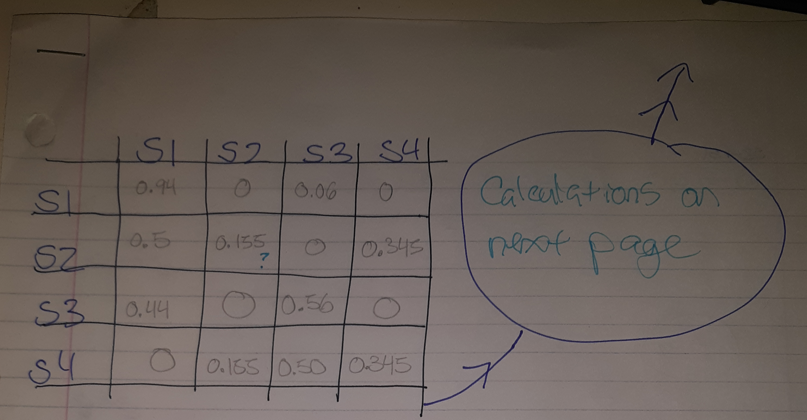 S1 S2 S3 S4
S1 0.94 0 0.06 0
S2 0.5 0.155 0 0.345
?
S3 0.44 0 0.56 0
S4 0 0.155 0.50 0.345
Calculations on
next page